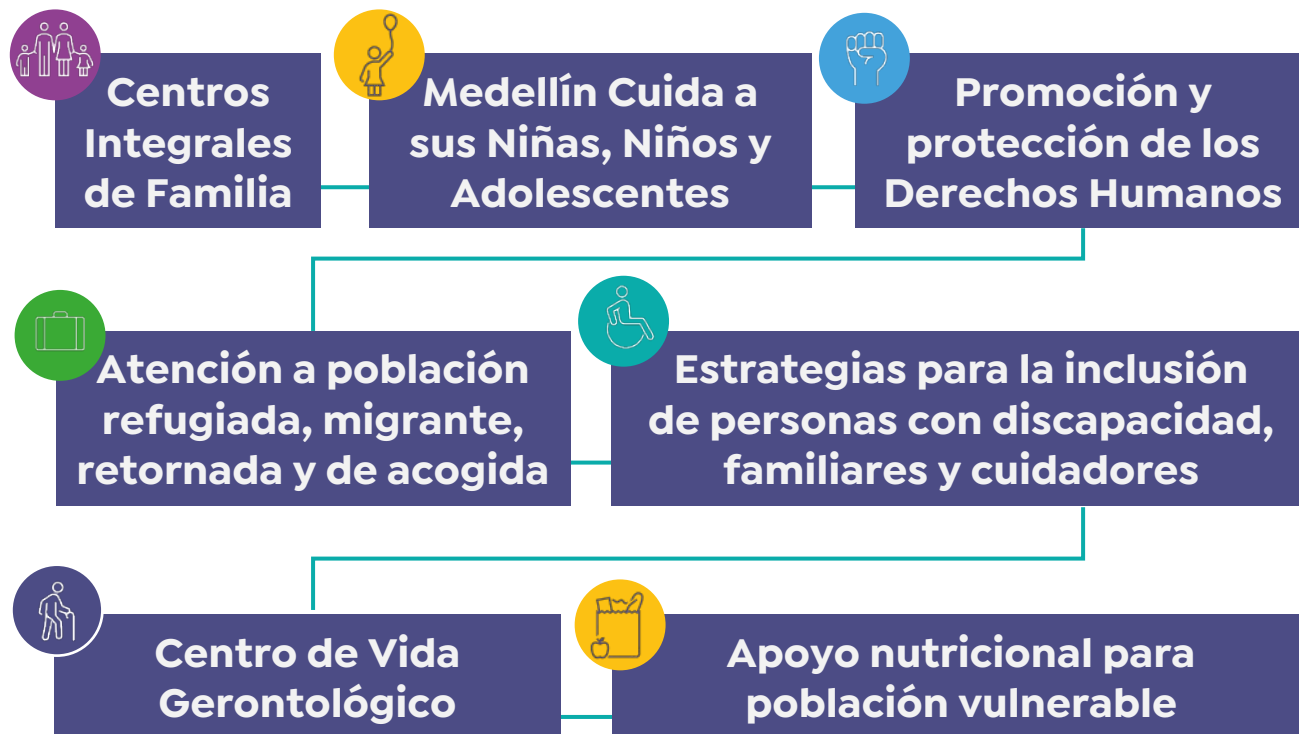 Centros
Integrales
de Familia
Medellín Cuida a
sus Niñas, Niños y
Adolescentes
Promoción y
protección de los
Derechos Humanos
Atención a población
refugiada, migrante,
retornada y de acogida
Estrategias para la inclusión
de personas con discapacidad,
familiares y cuidadores
Centro de Vida
Gerontológico
Apoyo nutricional para
población vulnerable